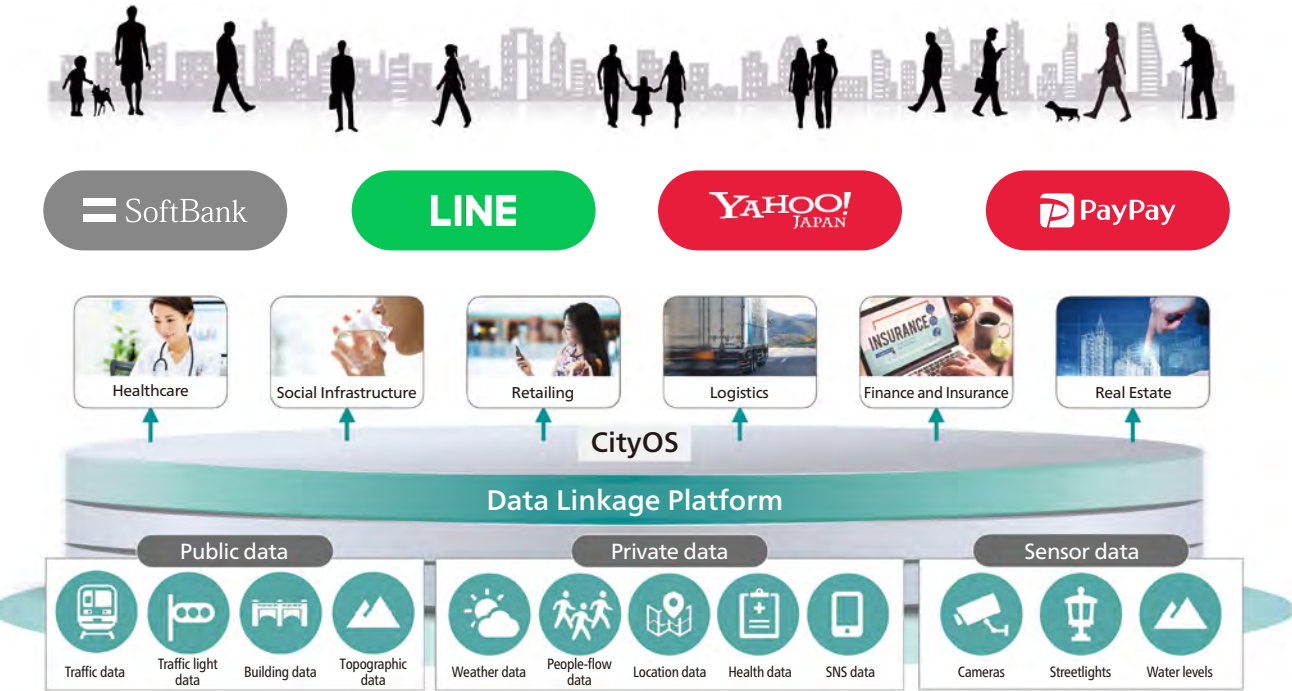 SoftBank
LINE
YAHOO!
JAPAN
PayPay
INSURANCE
Healthcare
Social Infrastructure
Retailing
Logistics
Finance and Insurance
Real Estate
CityOS
Data Linkage Platform
Public data
Private data
Sensor data
Traffic data
Traffic light
data
Building data
Topographic
data
Weather data
People-flow
data
Location data
Health data
SNS data
Cameras
Streetlights
Water levels